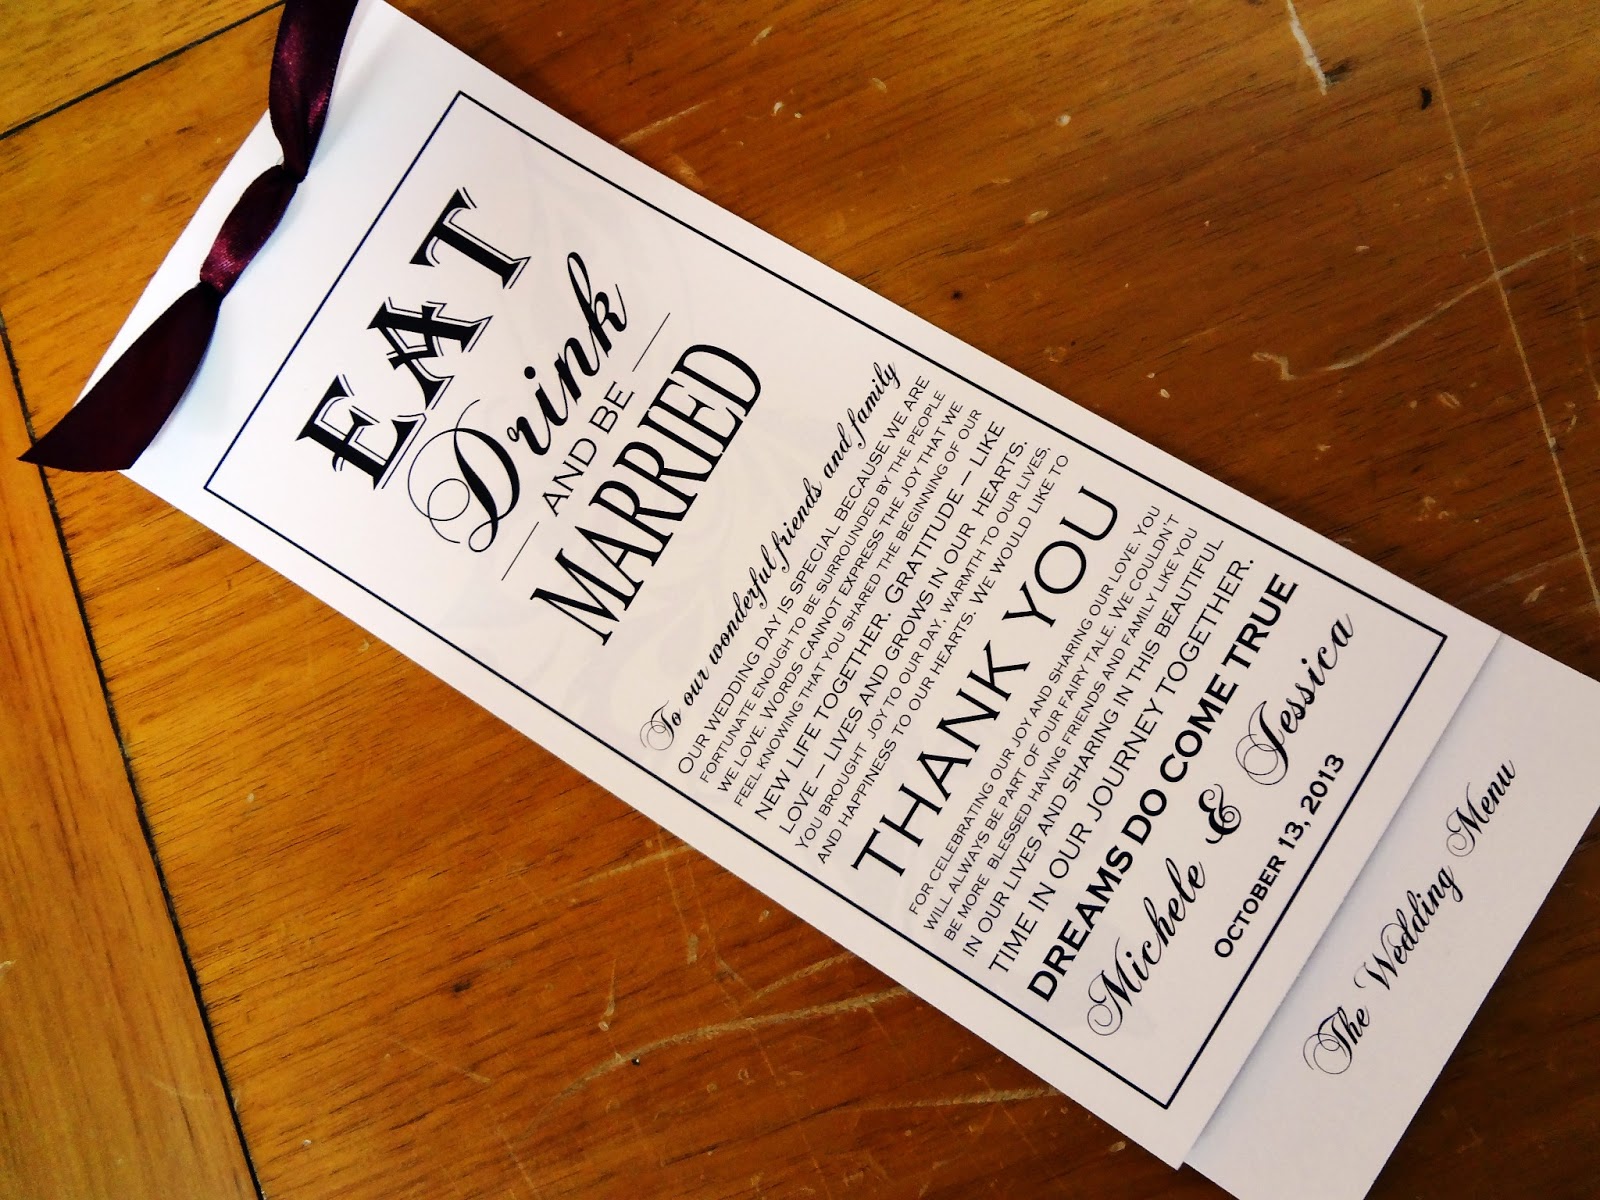 EAT
Drink
AND BE
MARRIED
To our wonderful friends and family
OUR WEDDING DAY IS SPECIAL BECAUSE WE ARE
FORTUNATE ENOUGH TO BE SURROUNDED BY THE PEOPLE
WE LOVE. WORDS CANNOT EXPRESS THE JOY THAT WE
FEEL KNOWING THAT YOU SHARED THE BEGINNING OF OUR
NEW LIFE TOGETHER. GRATITUDE – LIKE
LOVE – LIVES AND GROWS IN OUR HEARTS.
YOU BROUGHT JOY TO OUR DAY, WARMTH TO OUR LIVES,
AND HAPPINESS TO OUR HEARTS. WE WOULD LIKE TO
THANK YOU
FOR CELEBRATING OUR JOY AND SHARING OUR LOVE. YOU
WILL ALWAYS BE PART OF OUR FAIRY TALE. WE COULDN'T
BE MORE BLESSED HAVING FRIENDS AND FAMILY LIKE YOU
IN OUR LIVES AND SHARING IN THIS BEAUTIFUL
TIME IN OUR JOURNEY TOGETHER.
DREAMS DO COME TRUE
Michele & Jessica
OCTOBER 13, 2013
The Wedding Menu